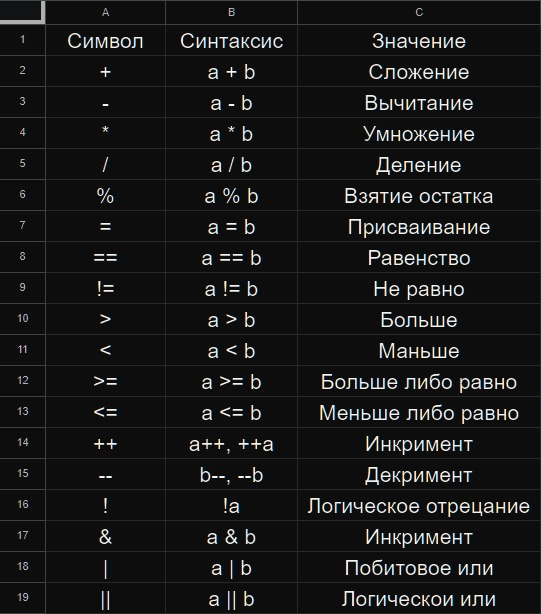 A B C
1 Символ Синтаксис Значение
2 + a + b Сложение
3 - a - b Вычитание
4 * a * b Умножение
5 / a / b Деление
6 % a % b Взятие остатка
7 = a = b Присваивание
8 == a == b Равенство
9 != a != b Не равно
10 > a > b Больше
11 < a < b Маньше
12 >= a >= b Больше либо равно
13 <= a <= b Меньше либо равно
14 ++ a++, ++a Инкримент
15 -- b--, --b Декримент
16 ! !a Логическое отрецание
17 & a & b Инкримент
18 | a | b Побитовое или
19 || a || b Логическои или